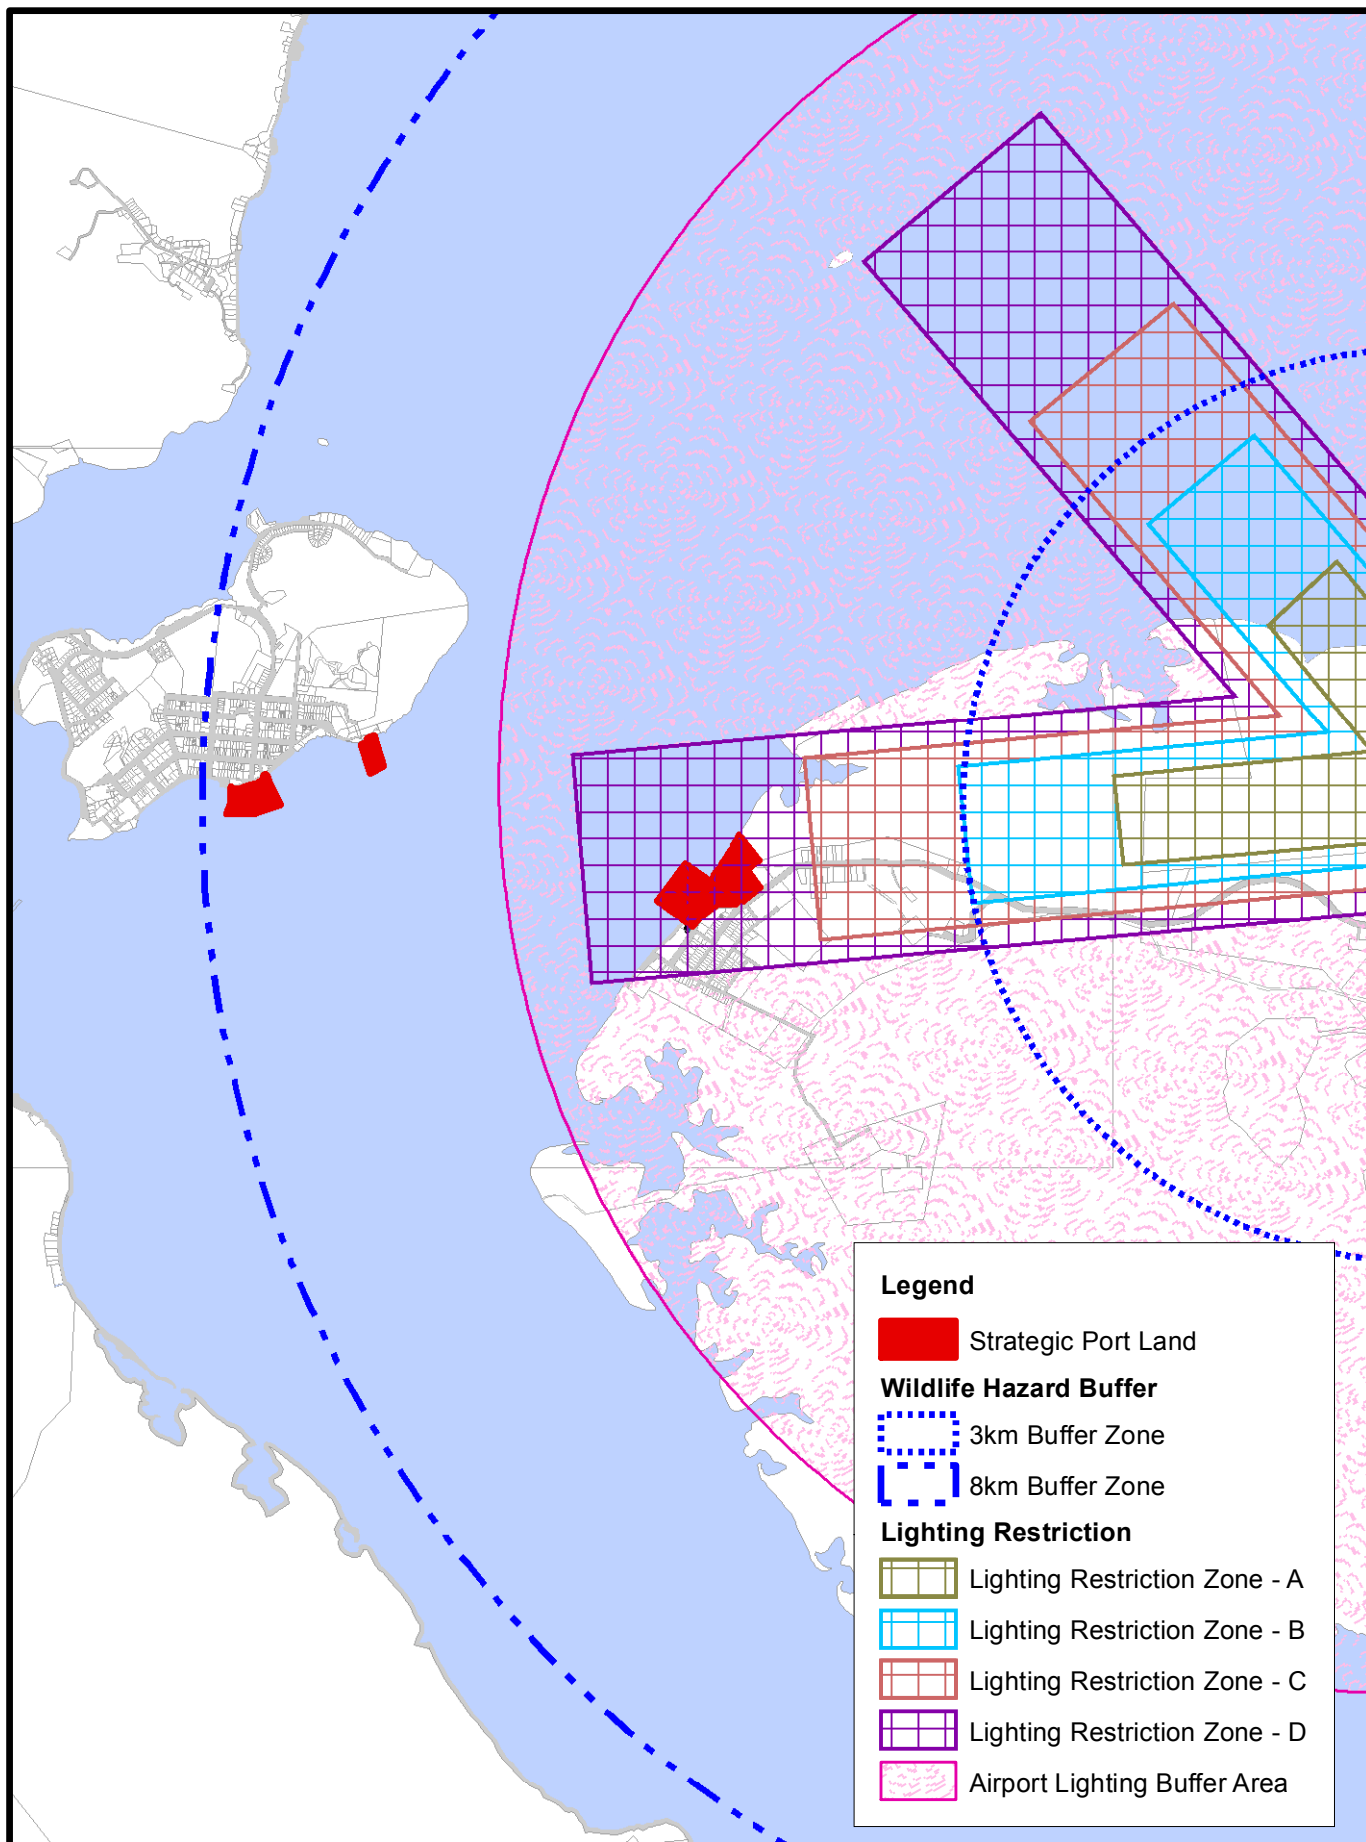 Legend
Strategic Port Land
Wildlife Hazard Buffer
3km Buffer Zone
8km Buffer Zone
Lighting Restriction
Lighting Restriction Zone - A
Lighting Restriction Zone - B
Lighting Restriction Zone - C
Lighting Restriction Zone - D
Airport Lighting Buffer Area